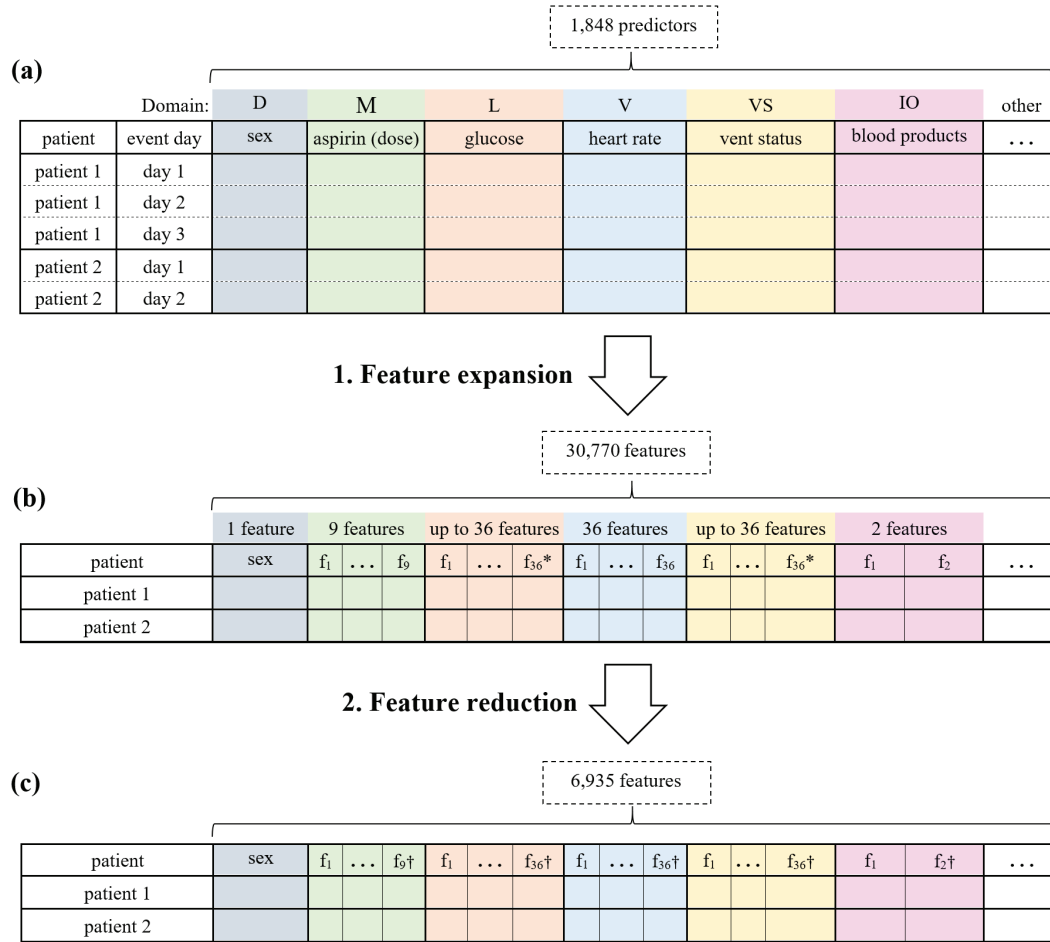 1,848 predictors
(a)
Domain: D M L V VS IO other
patient event day sex aspirin (dose) glucose heart rate vent status blood products ...
patient 1 day 1
patient 1 day 2
patient 1 day 3
patient 2 day 1
patient 2 day 2
1. Feature expansion
30,770 features
(b)
1 feature 9 features up to 36 features 36 features up to 36 features 2 features
patient sex f₁ ... f₉ f₁ ... f₃₆* f₁ ... f₃₆ f₁ ... f₃₆* f₁ f₂ ...
patient 1
patient 2
2. Feature reduction
6,935 features
(c)
patient sex f₁ ... f₉† f₁ ... f₃₆† f₁ ... f₃₆† f₁ ... f₃₆† f₁ f₂† ...
patient 1
patient 2